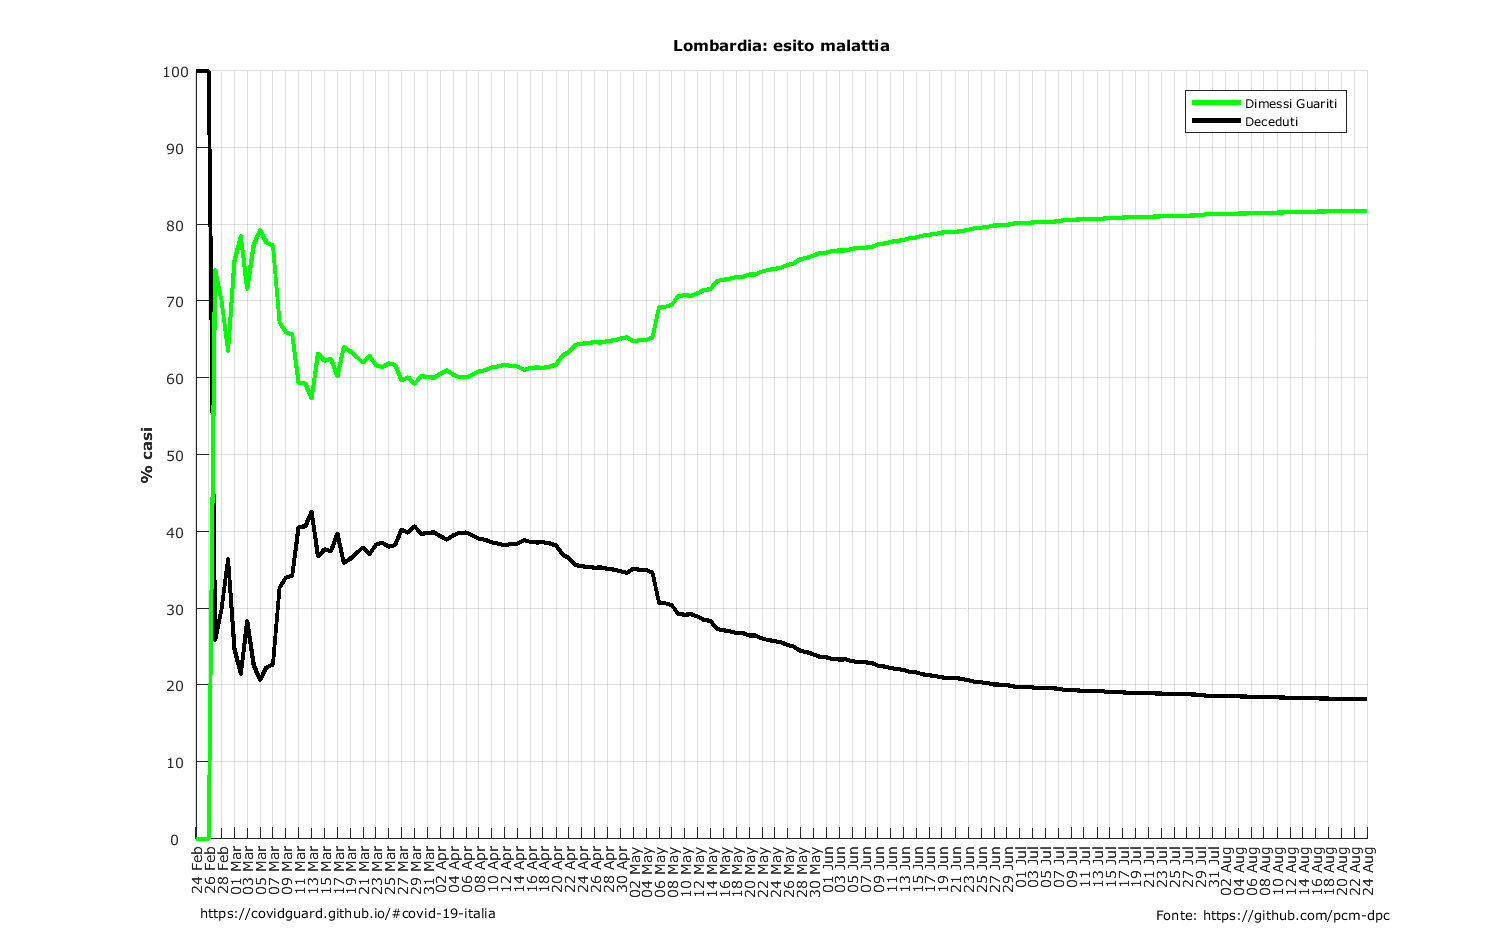 Lombardia: esito malattia
Dimessi Guariti
Deceduti
% casi
100
90
80
70
60
50
40
30
20
10
0
24 Feb
26 Feb
28 Feb
01 Mar
03 Mar
05 Mar
07 Mar
09 Mar
11 Mar
13 Mar
15 Mar
17 Mar
19 Mar
21 Mar
23 Mar
25 Mar
27 Mar
29 Mar
31 Mar
02 Apr
04 Apr
06 Apr
08 Apr
10 Apr
12 Apr
14 Apr
16 Apr
18 Apr
20 Apr
22 Apr
24 Apr
26 Apr
28 Apr
30 Apr
02 May
04 May
06 May
08 May
10 May
12 May
14 May
16 May
18 May
20 May
22 May
24 May
26 May
28 May
30 May
01 Jun
03 Jun
05 Jun
07 Jun
09 Jun
11 Jun
13 Jun
15 Jun
17 Jun
19 Jun
21 Jun
23 Jun
25 Jun
27 Jun
29 Jun
01 Jul
03 Jul
05 Jul
07 Jul
09 Jul
11 Jul
13 Jul
15 Jul
17 Jul
19 Jul
21 Jul
23 Jul
25 Jul
27 Jul
29 Jul
31 Jul
02 Aug
04 Aug
06 Aug
08 Aug
10 Aug
12 Aug
14 Aug
16 Aug
18 Aug
20 Aug
22 Aug
24 Aug
https://covidguard.github.io/#covid-19-italia
Fonte: https://github.com/pcm-dpc